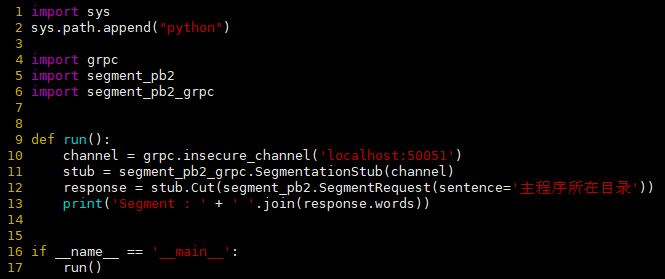 1 import sys
2 sys.path.append("python")
3
4 import grpc
5 import segment_pb2
6 import segment_pb2_grpc
7
8
9 def run():
10     channel = grpc.insecure_channel('localhost:50051')
11     stub = segment_pb2_grpc.SegmentationStub(channel)
12     response = stub.Cut(segment_pb2.SegmentRequest(sentence='主程序所在目录'))
13     print('Segment : ' + ' '.join(response.words))
14
15
16 if __name__ == '__main__':
17     run()